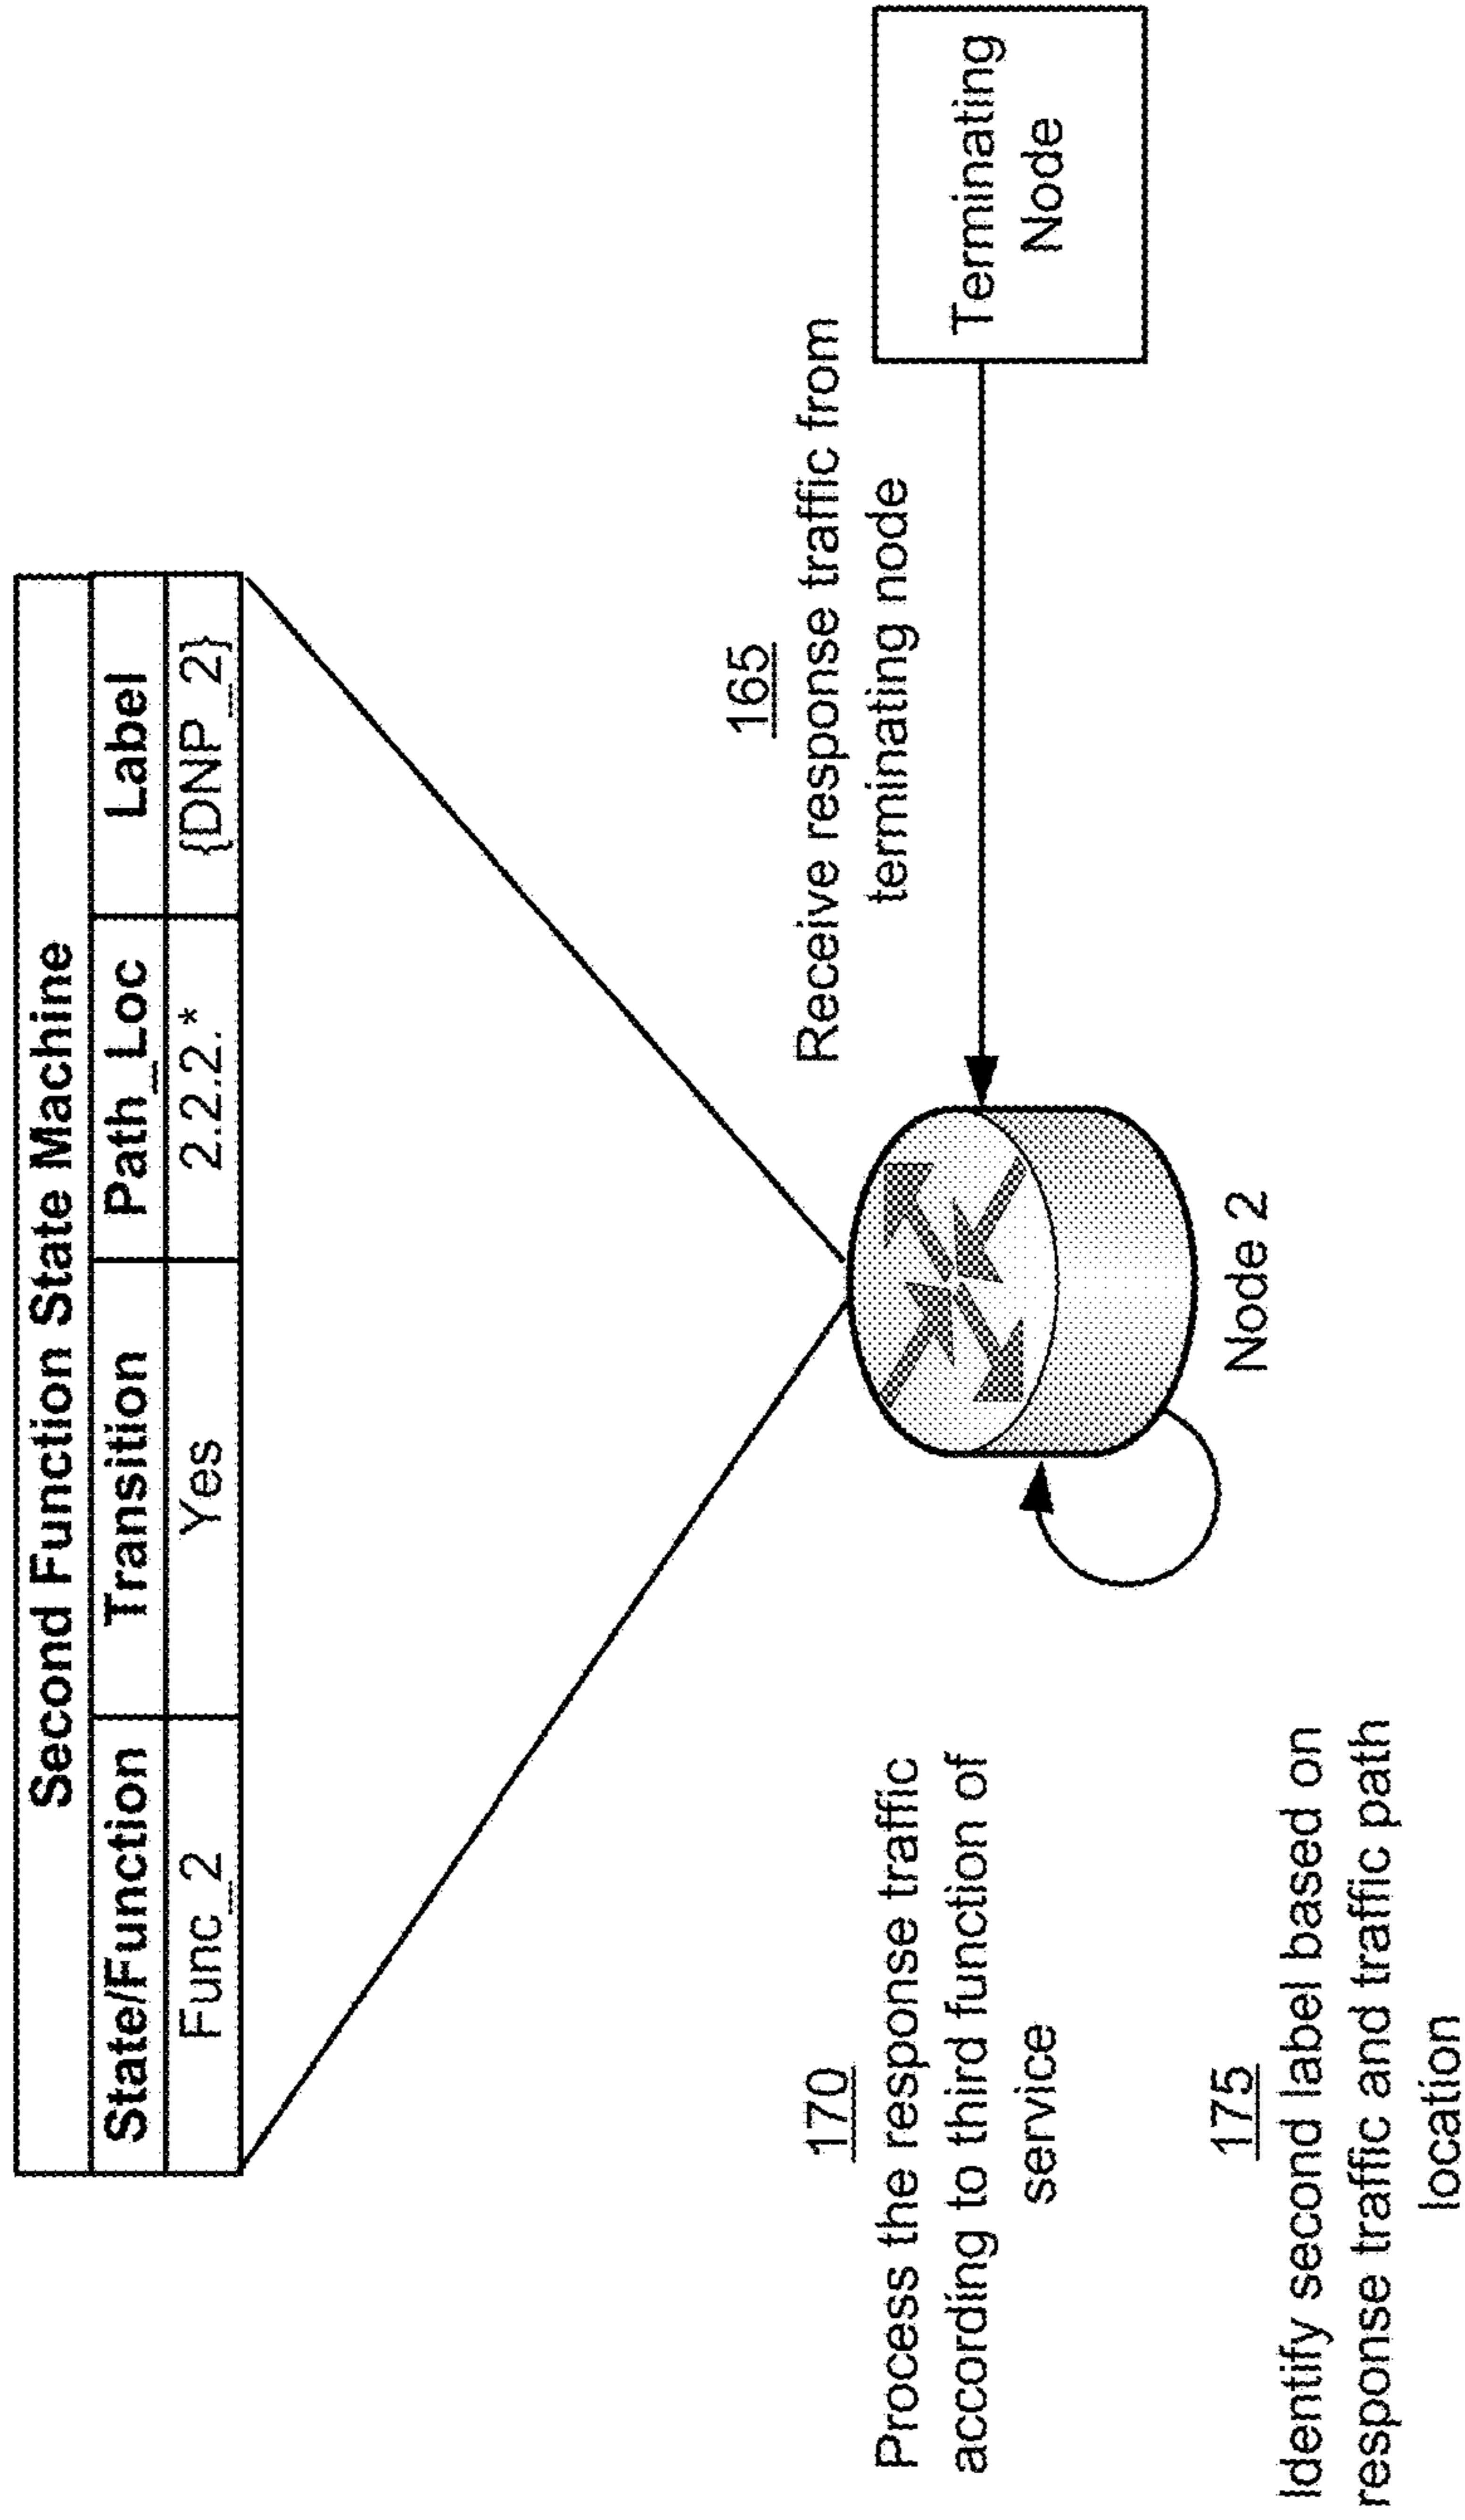 Second Function State Machine
State/Function Transition Path_Loc Label
Func_2 Yes 2.2.2.* {DNP_2}
165
Receive response traffic from
terminating node
Terminating
Node
Node 2
170
Process the response traffic
according to third function of
service
175
Identify second label based on
response traffic and traffic path
location